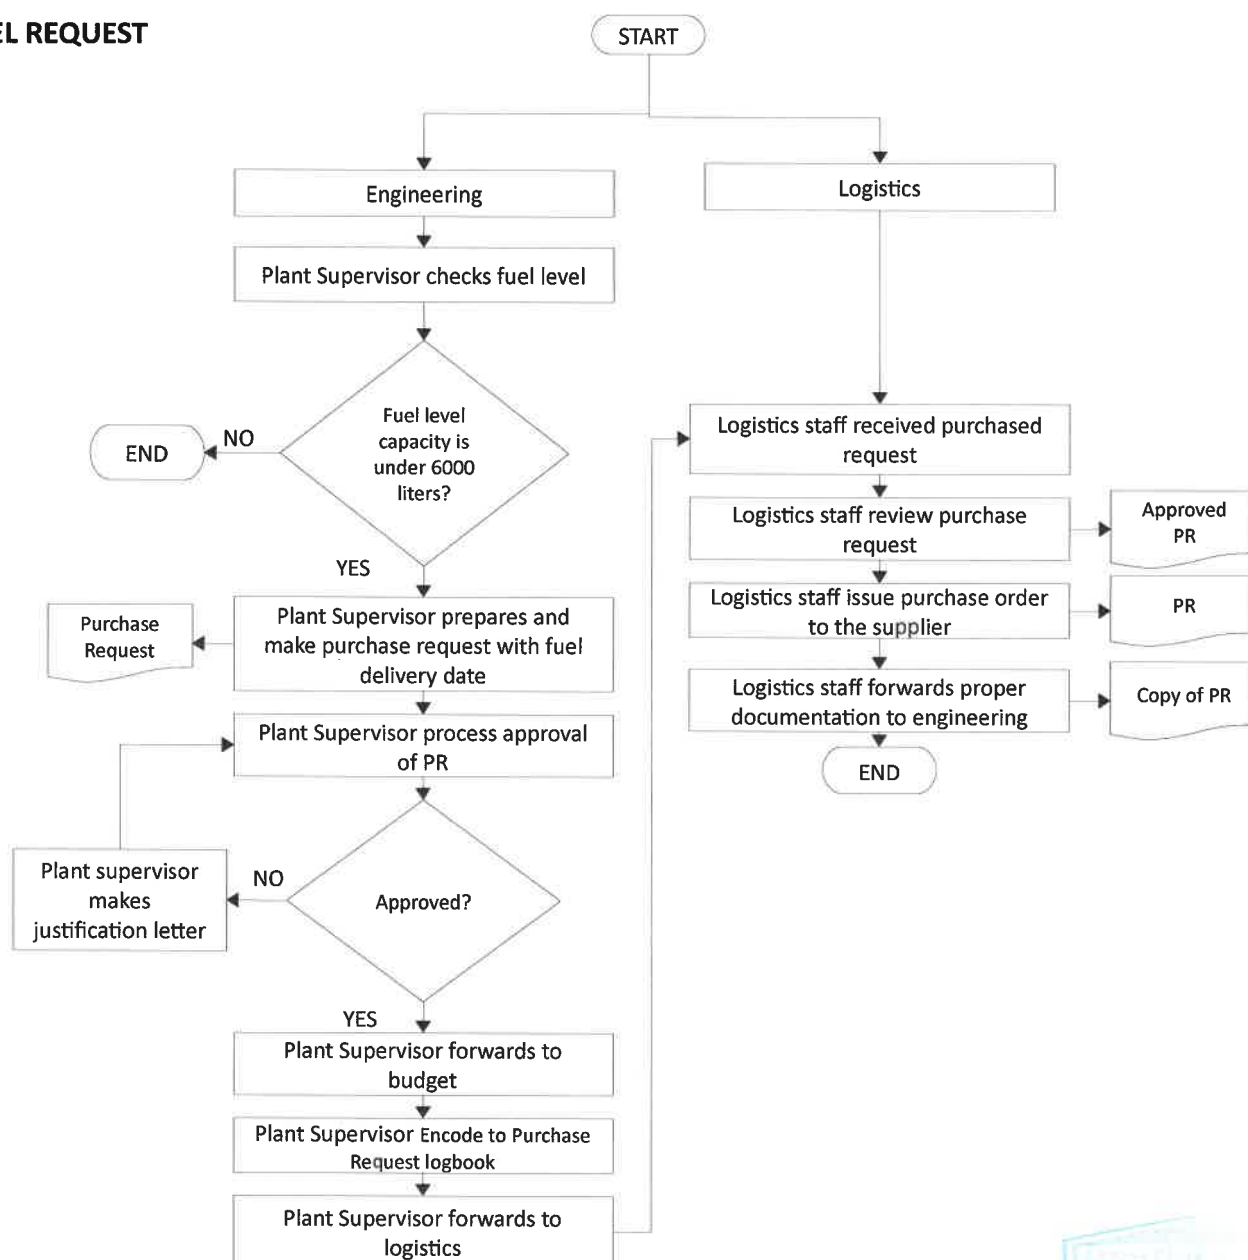 EL REQUEST
START
Engineering
Logistics
Plant Supervisor checks fuel level
Fuel level
capacity is
under 6000
liters?
NO
END
YES
Purchase
Request
Plant Supervisor prepares and
make purchase request with fuel
delivery date
Plant Supervisor process approval
of PR
Approved?
NO
Plant supervisor
makes
justification letter
YES
Plant Supervisor forwards to
budget
Plant Supervisor Encode to Purchase
Request logbook
Plant Supervisor forwards to
logistics
Logistics staff received purchased
request
Logistics staff review purchase
request
Approved
PR
Logistics staff issue purchase order
to the supplier
PR
Logistics staff forwards proper
documentation to engineering
Copy of PR
END